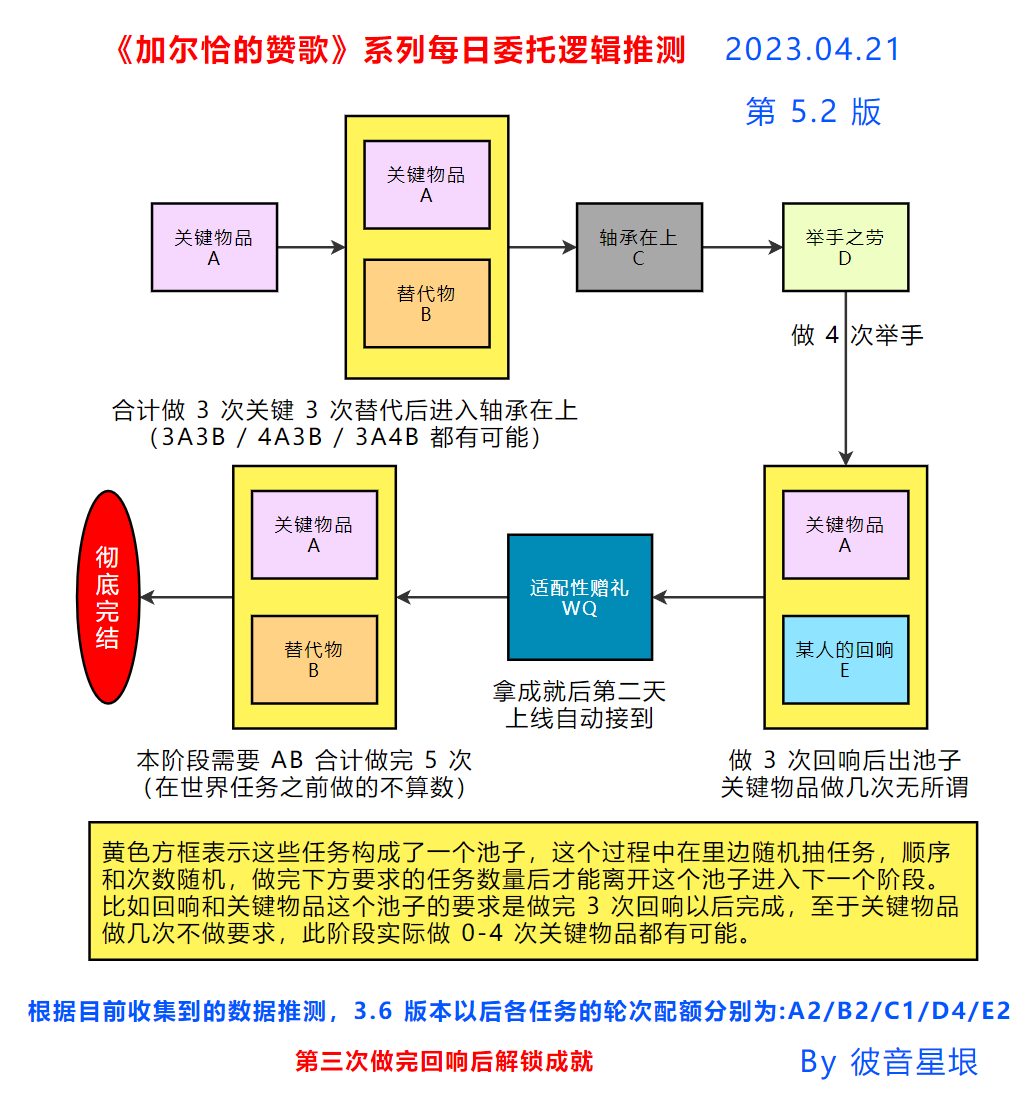 《加尔恰的赞歌》系列每日委托逻辑推测 2023.04.21
第 5.2 版
关键物品
A
关键物品
A
替代物
B
轴承在上
C
举手之劳
D
做 4 次举手
合计做 3 次关键 3 次替代后进入轴承在上
（3A3B / 4A3B / 3A4B 都有可能）
关键物品
A
某人的回响
E
做 3 次回响后出池子
关键物品做几次无所谓
适配性赠礼
WQ
拿成就后第二天
上线自动接到
关键物品
A
替代物
B
本阶段需要 AB 合计做完 5 次
（在世界任务之前做的不算数）
彻
底
完
结
黄色方框表示这些任务构成了一个池子，这个过程中在里边随机抽任务，顺序
和次数随机，做完下方要求的任务数量后才能离开这个池子进入下一个阶段。
比如回响和关键物品这个池子的要求是做完 3 次回响以后完成，至于关键物品
做几次不做要求，此阶段实际做 0-4 次关键物品都有可能。
根据目前收集到的数据推测，3.6 版本以后各任务的轮次配额分别为:A2/B2/C1/D4/E2
第三次做完回响后解锁成就
By 彼音星垠